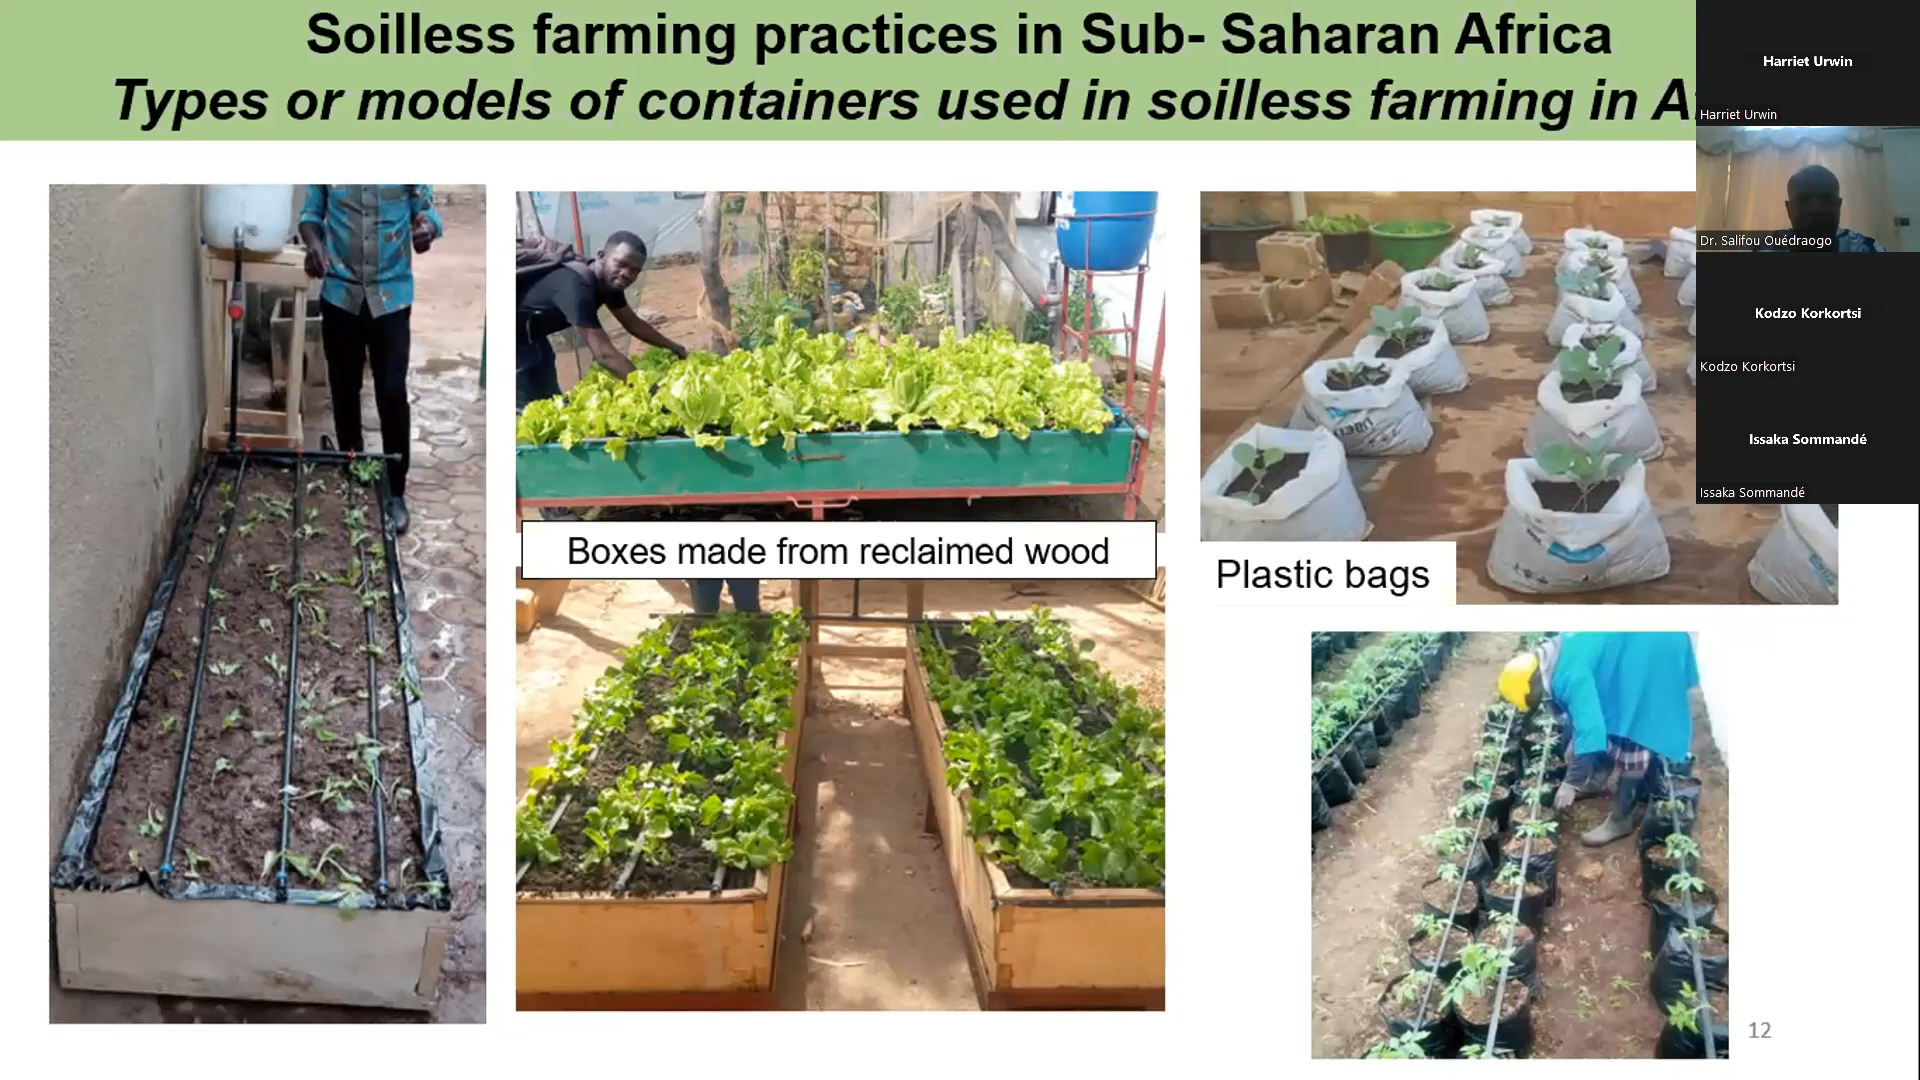 Soilless farming practices in Sub- Saharan Africa
Types or models of containers used in soilless farming in
Boxes made from reclaimed wood
Plastic bags
12
Harriet Urwin
Harriet Urwin
Dr. Salifou Ouédraogo
Kodzo Korkortsi
Kodzo Korkortsi
Issaka Sommandé
Issaka Sommandé